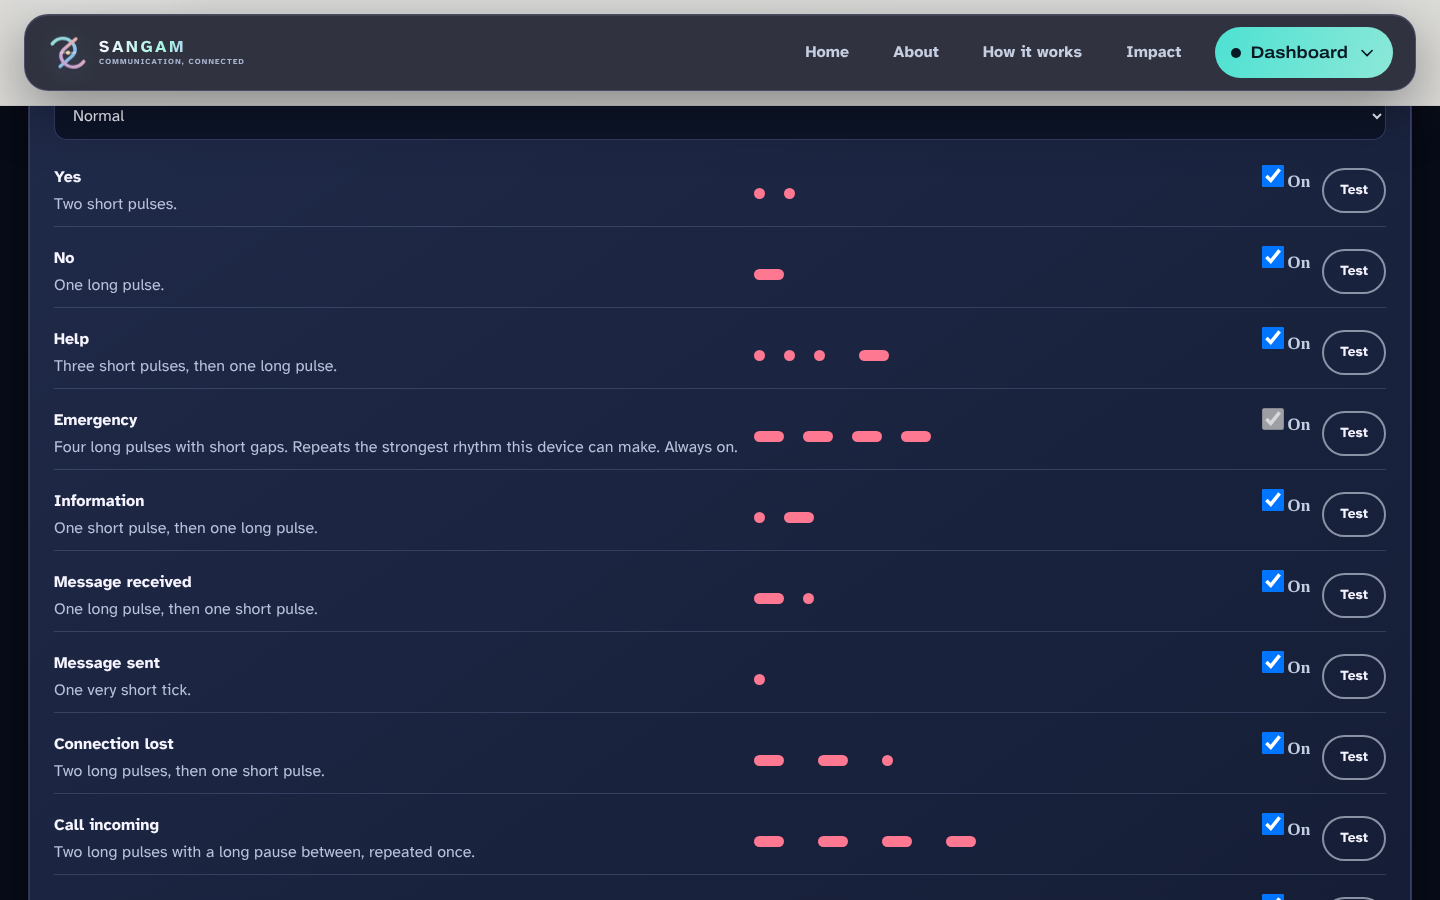 SANGAM
COMMUNICATION, CONNECTED
Home
About
How it works
Impact
Dashboard
Normal
Yes
Two short pulses.
On
Test
No
One long pulse.
On
Test
Help
Three short pulses, then one long pulse.
On
Test
Emergency
Four long pulses with short gaps. Repeats the strongest rhythm this device can make. Always on.
On
Test
Information
One short pulse, then one long pulse.
On
Test
Message received
One long pulse, then one short pulse.
On
Test
Message sent
One very short tick.
On
Test
Connection lost
Two long pulses, then one short pulse.
On
Test
Call incoming
Two long pulses with a long pause between, repeated once.
On
Test